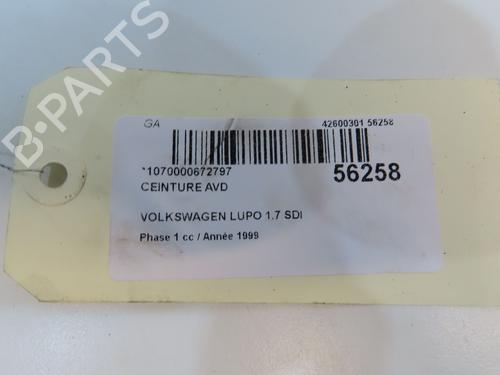 B-PARTS
GA 42600301 56258
*1070000672797 56258
CEINTURE AVD
VOLKSWAGEN LUPO 1.7 SDI
Phase 1 cc / Année 1999